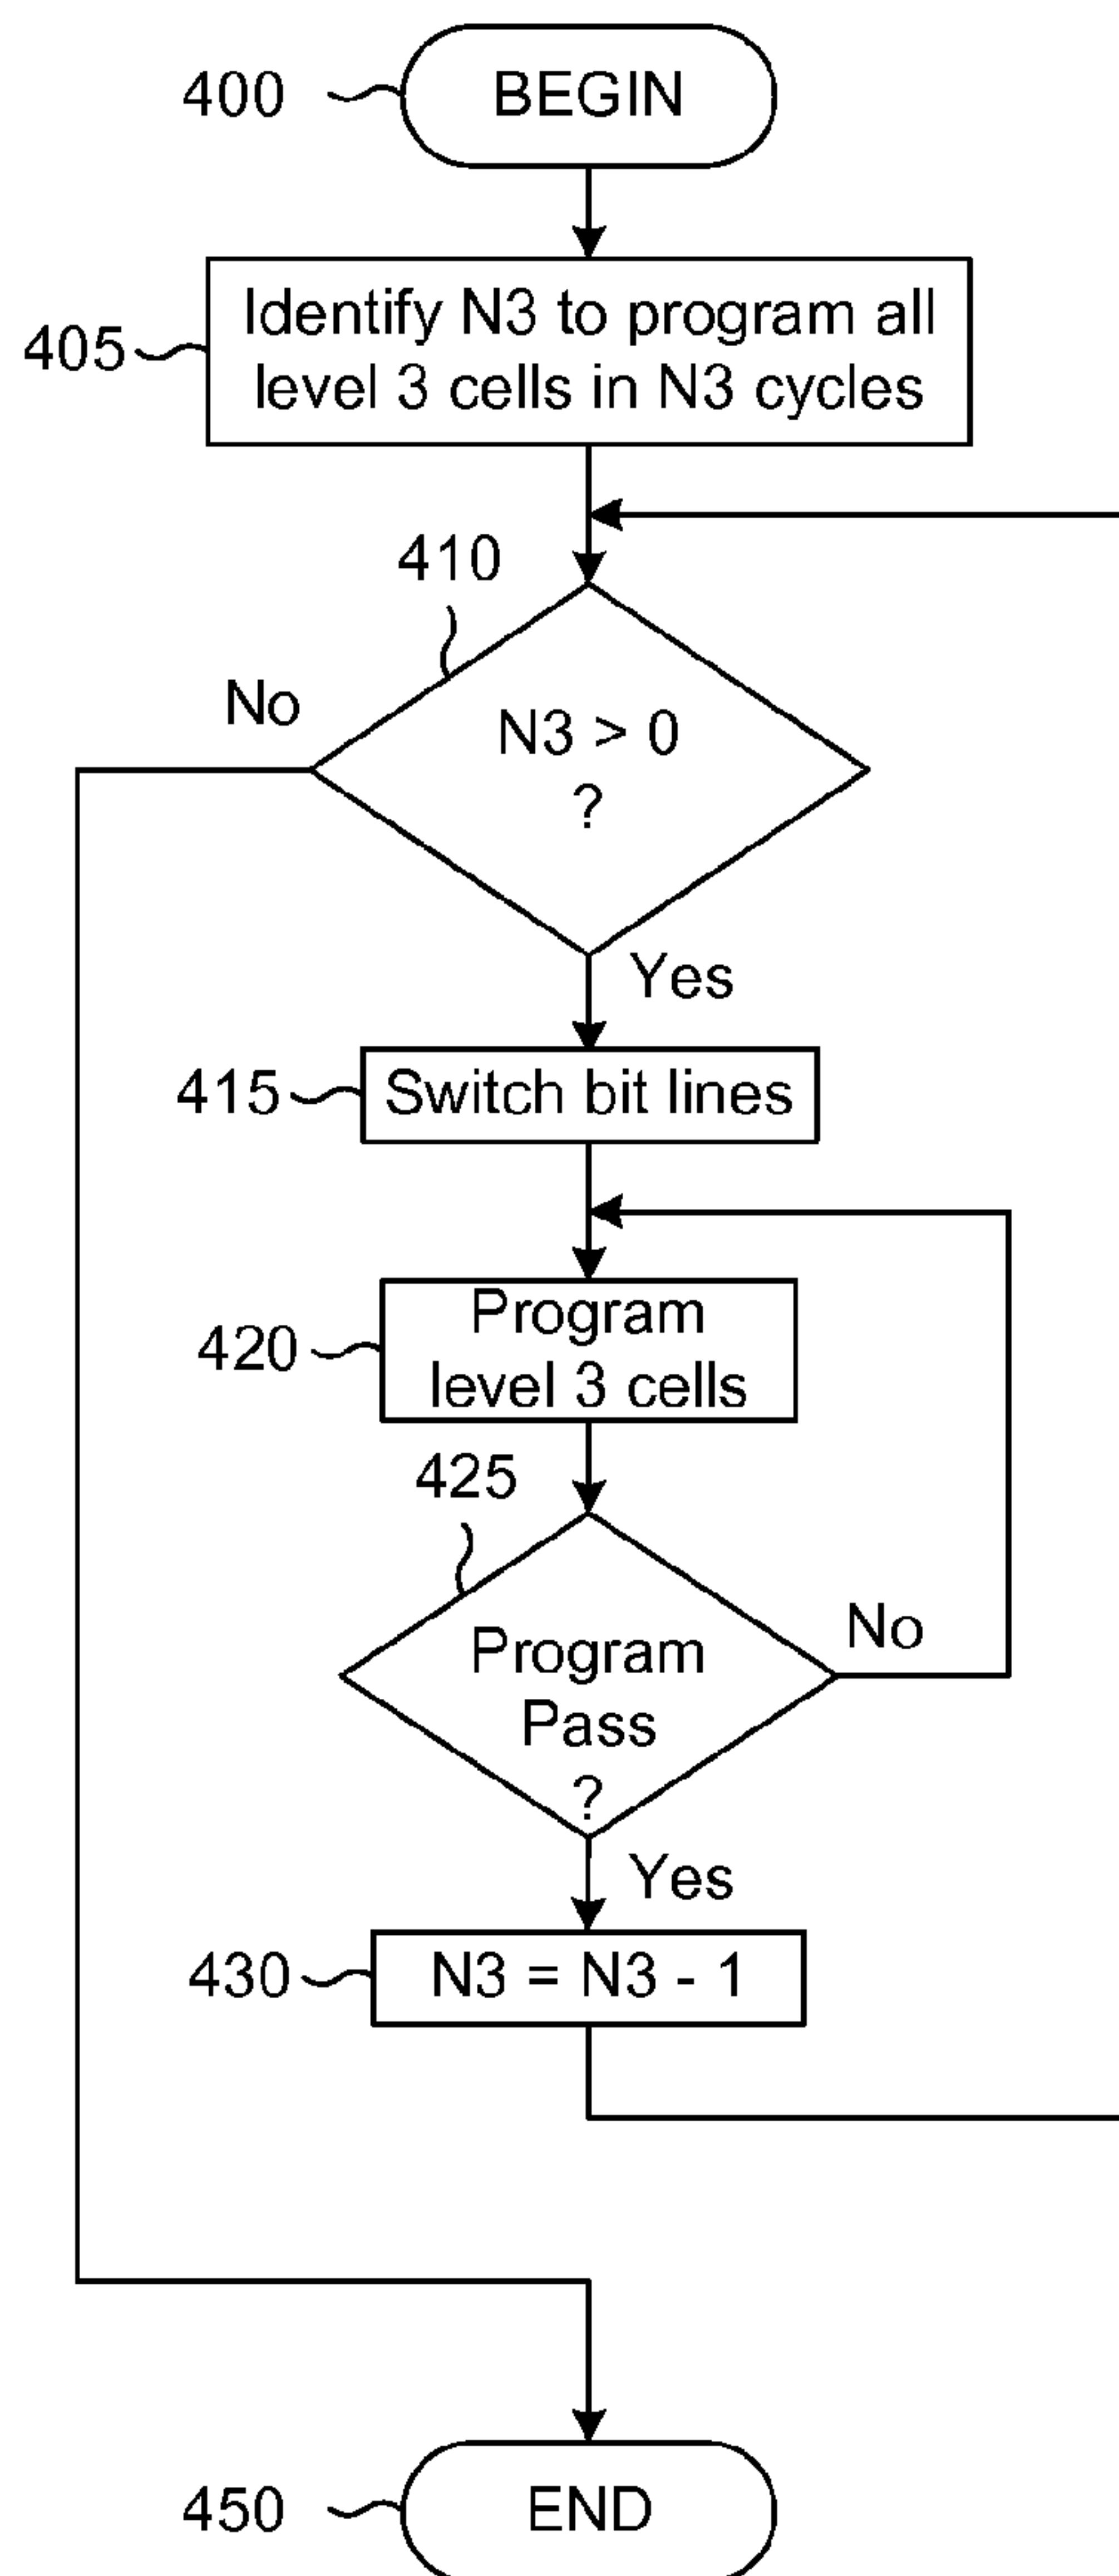 400
BEGIN
405
Identify N3 to program all
level 3 cells in N3 cycles
410
No
N3 > 0
?
Yes
415
Switch bit lines
420
Program
level 3 cells
425
No
Program
Pass
?
Yes
430
N3 = N3 - 1
450
END